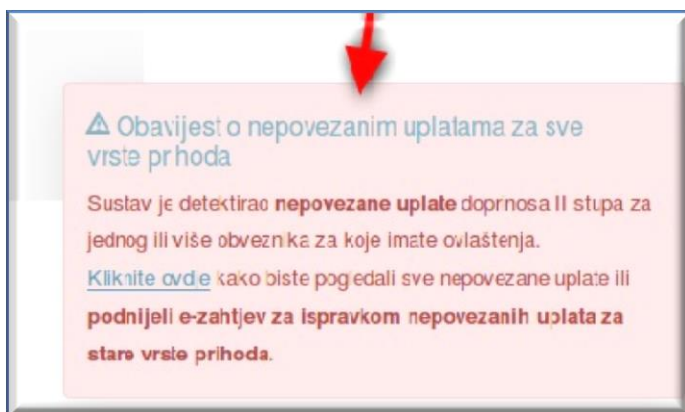 ⚠ Obavijest o nepovezanim uplatama za sve
vrste prihoda
Sustav je detektirao nepovezane uplate doprnosa II stupa za
jednog ili više obveznika za koje imate ovlaštenja.
Kliknite ovdje kako biste pogledali sve nepovezane uplate ili
podnijeli e-zahtjev za ispravkom nepovezanih uplata za
stare vrste prihoda.